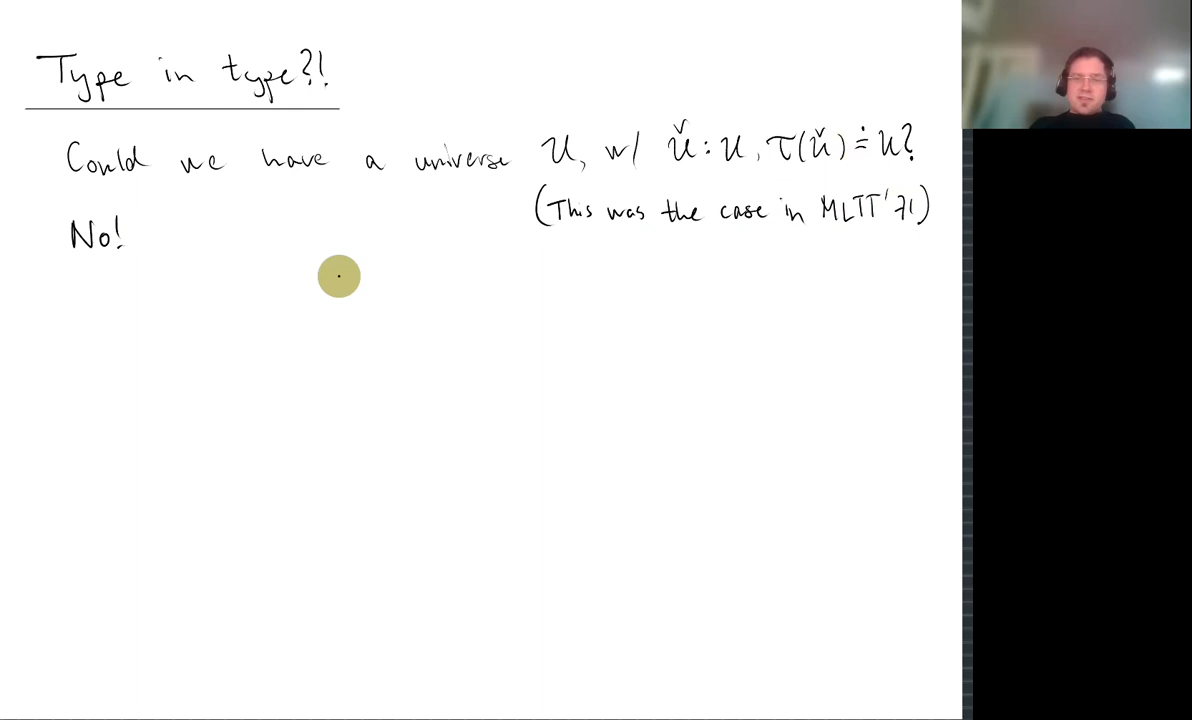 Type in type?!
Could we have a universe 𝒰, w/ 𝒰̌ : 𝒰, 𝒯(𝒰̌) ≐ 𝒰?
(This was the case in MLTT'71)
No!